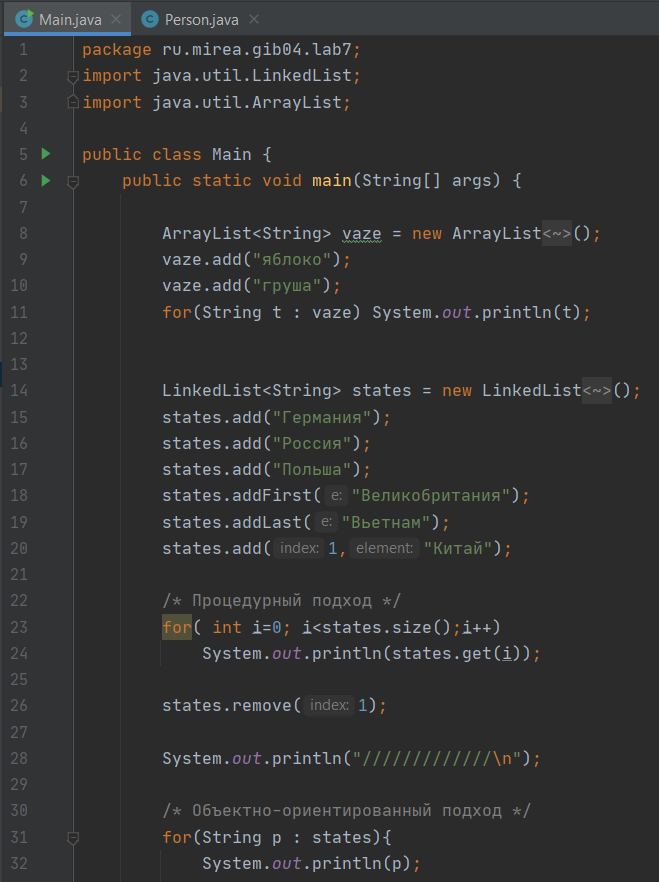 Main.java Person.java
1 package ru.mirea.gib04.lab7;
2 import java.util.LinkedList;
3 import java.util.ArrayList;
4
5 public class Main {
6 public static void main(String[] args) {
7
8 ArrayList<String> vaze = new ArrayList<~>();
9 vaze.add("яблоко");
10 vaze.add("груша");
11 for(String t : vaze) System.out.println(t);
12
13
14 LinkedList<String> states = new LinkedList<~>();
15 states.add("Германия");
16 states.add("Россия");
17 states.add("Польша");
18 states.addFirst( e: "Великобритания");
19 states.addLast( e: "Вьетнам");
20 states.add( index: 1, element: "Китай");
21
22 /* Процедурный подход */
23 for( int i=0; i<states.size();i++)
24 System.out.println(states.get(i));
25
26 states.remove( index: 1);
27
28 System.out.println("/////////////\n");
29
30 /* Объектно-ориентированный подход */
31 for(String p : states){
32 System.out.println(p);